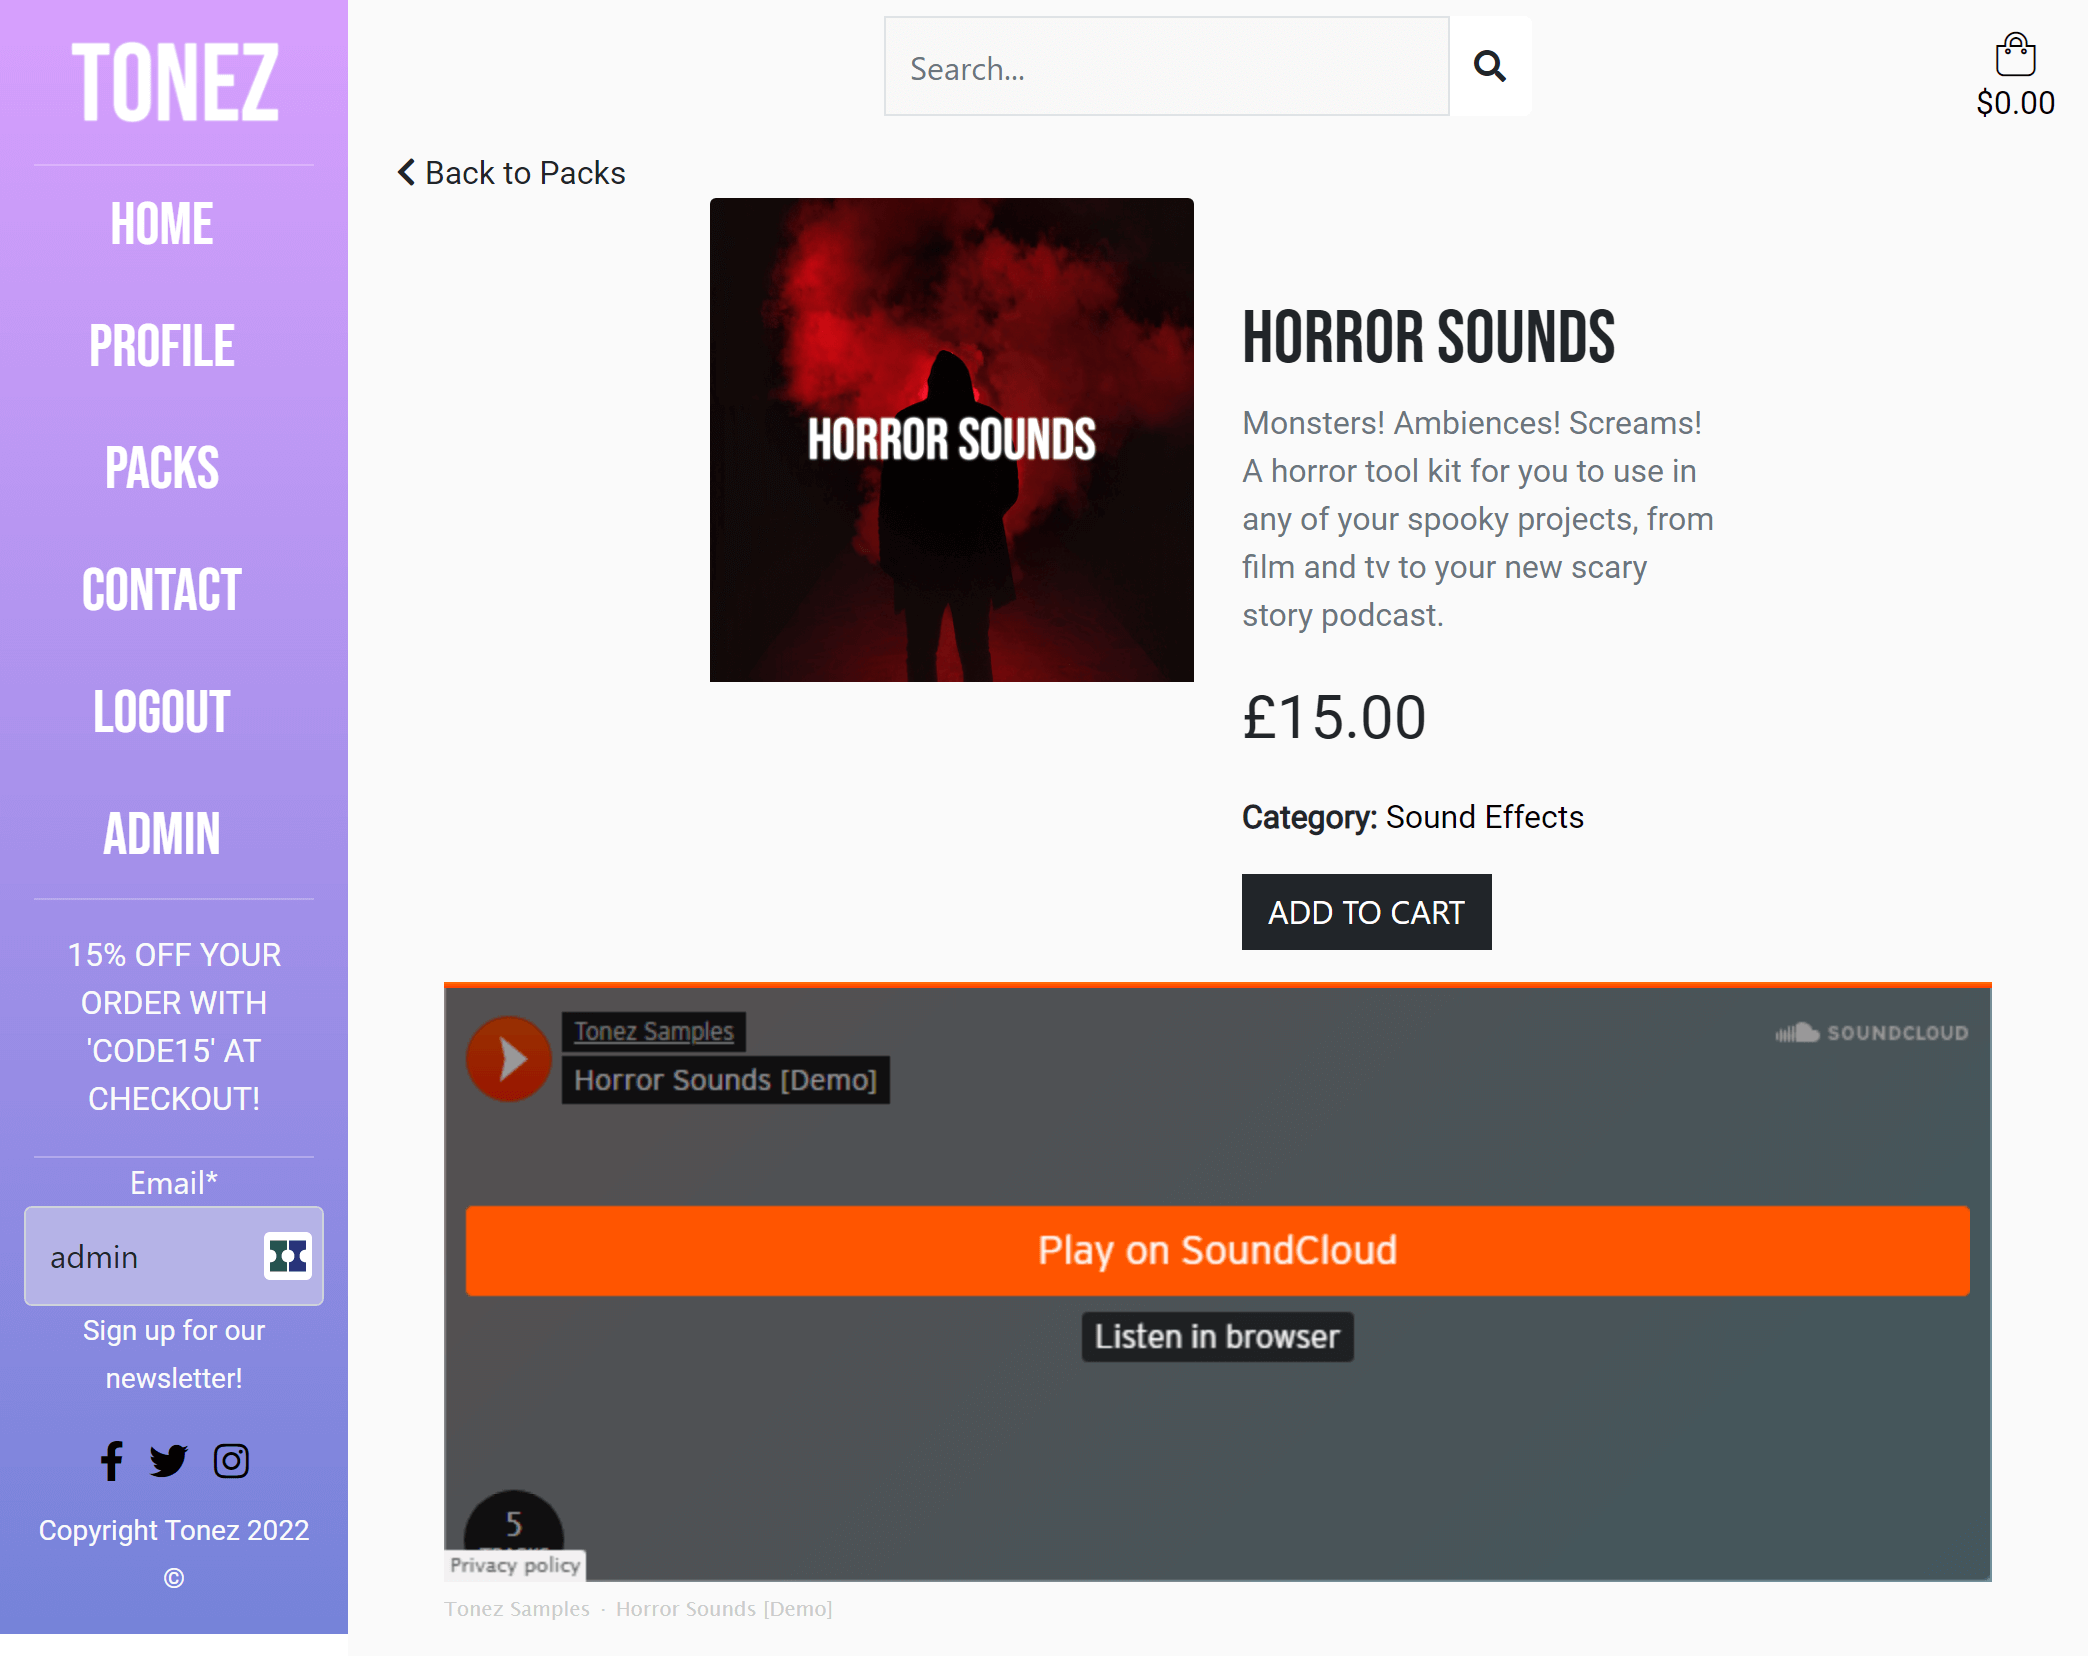 TONEZ
HOME
PROFILE
PACKS
CONTACT
LOGOUT
ADMIN
15% OFF YOUR
ORDER WITH
'CODE15' AT
CHECKOUT!
Email*
admin
Sign up for our
newsletter!
Copyright Tonez 2022
©
Search...
$0.00
Back to Packs
HORROR SOUNDS
HORROR SOUNDS
Monsters! Ambiences! Screams!
A horror tool kit for you to use in
any of your spooky projects, from
film and tv to your new scary
story podcast.
£15.00
Category: Sound Effects
ADD TO CART
Tonez Samples
SOUNDCLOUD
Horror Sounds [Demo]
Play on SoundCloud
Listen in browser
5
Privacy policy
Tonez Samples · Horror Sounds [Demo]